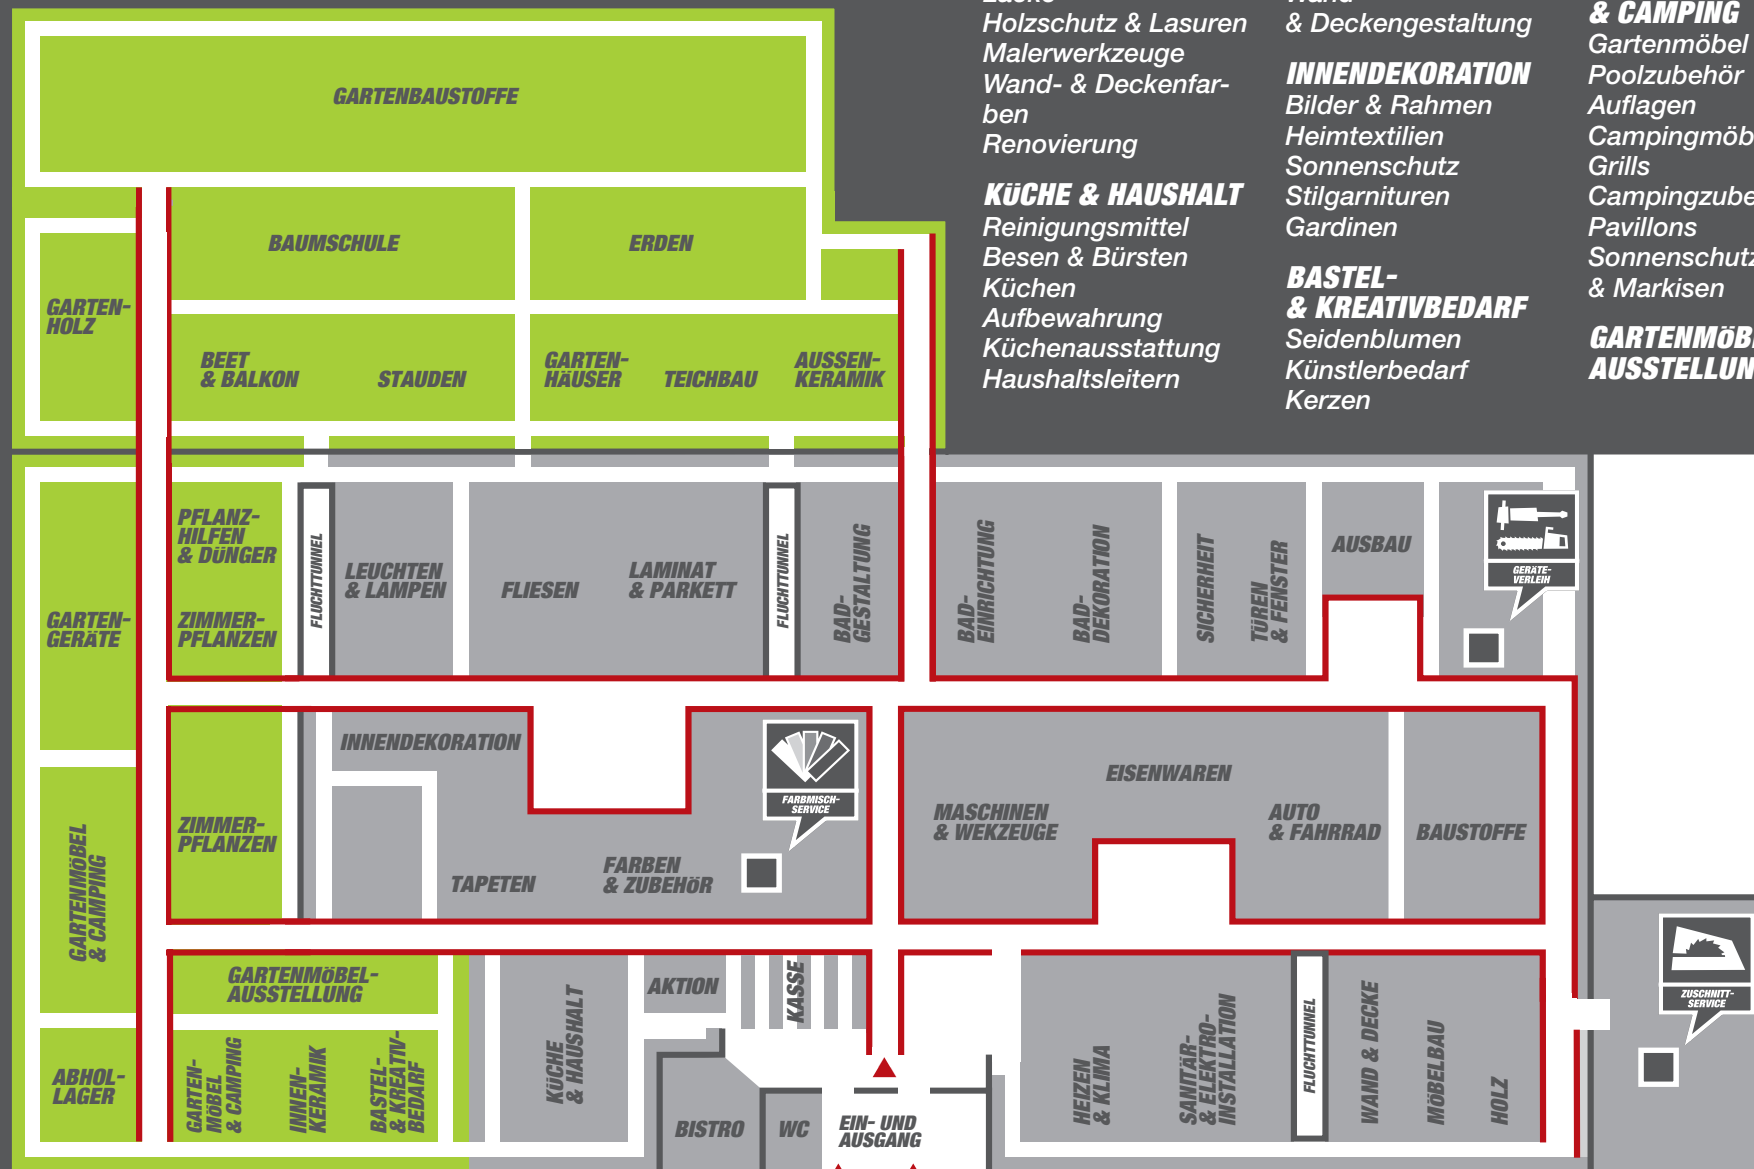 Holzschutz & Lasuren
Malerwerkzeuge
Wand- & Deckenfar-
ben
Renovierung
KÜCHE & HAUSHALT
Reinigungsmittel
Besen & Bürsten
Küchen
Aufbewahrung
Küchenausstattung
Haushaltsleitern
& Deckengestaltung
INNENDEKORATION
Bilder & Rahmen
Heimtextilien
Sonnenschutz
Stilgarnituren
Gardinen
BASTEL-
& KREATIVBEDARF
Seidenblumen
Künstlerbedarf
Kerzen
& CAMPING
Gartenmöbel
Poolzubehör
Auflagen
Grills
Pavillons
Sonnenschutz
& Markisen
GARTENBAUSTOFFE
BAUMSCHULE
ERDEN
GARTEN-
HOLZ
BEET
& BALKON
STAUDEN
GARTEN-
HÄUSER
TEICHBAU
AUSSEN-
KERAMIK
PFLANZ-
HILFEN
& DÜNGER
ZIMMER-
PFLANZEN
GARTEN-
GERÄTE
FLUCHTTUNNEL
LEUCHTEN
& LAMPEN
FLIESEN
LAMINAT
& PARKETT
FLUCHTTUNNEL
BAD-
GESTALTUNG
BAD-
EINRICHTUNG
BAD-
DEKORATION
SICHERHEIT
TÜREN
& FENSTER
AUSBAU
GERÄTE-
VERLEIH
INNENDEKORATION
ZIMMER-
PFLANZEN
TAPETEN
FARBEN
& ZUBEHÖR
FARBMISCH-
SERVICE
MASCHINEN
& WEKZEUGE
EISENWAREN
AUTO
& FAHRRAD
BAUSTOFFE
GARTENMÖBEL
& CAMPING
GARTENMÖBEL-
AUSSTELLUNG
ABHOL-
LAGER
GARTEN-
MÖBEL
& CAMPING
INNEN-
KERAMIK
BASTEL-
& KREATIV-
BEDARF
KÜCHE
& HAUSHALT
AKTION
KASSE
BISTRO
WC
EIN- UND
AUSGANG
HEIZEN
& KLIMA
SANITÄR-
& ELEKTRO-
INSTALLATION
FLUCHTTUNNEL
WAND & DECKE
MÖBELBAU
HOLZ
ZUSCHNITT-
SERVICE